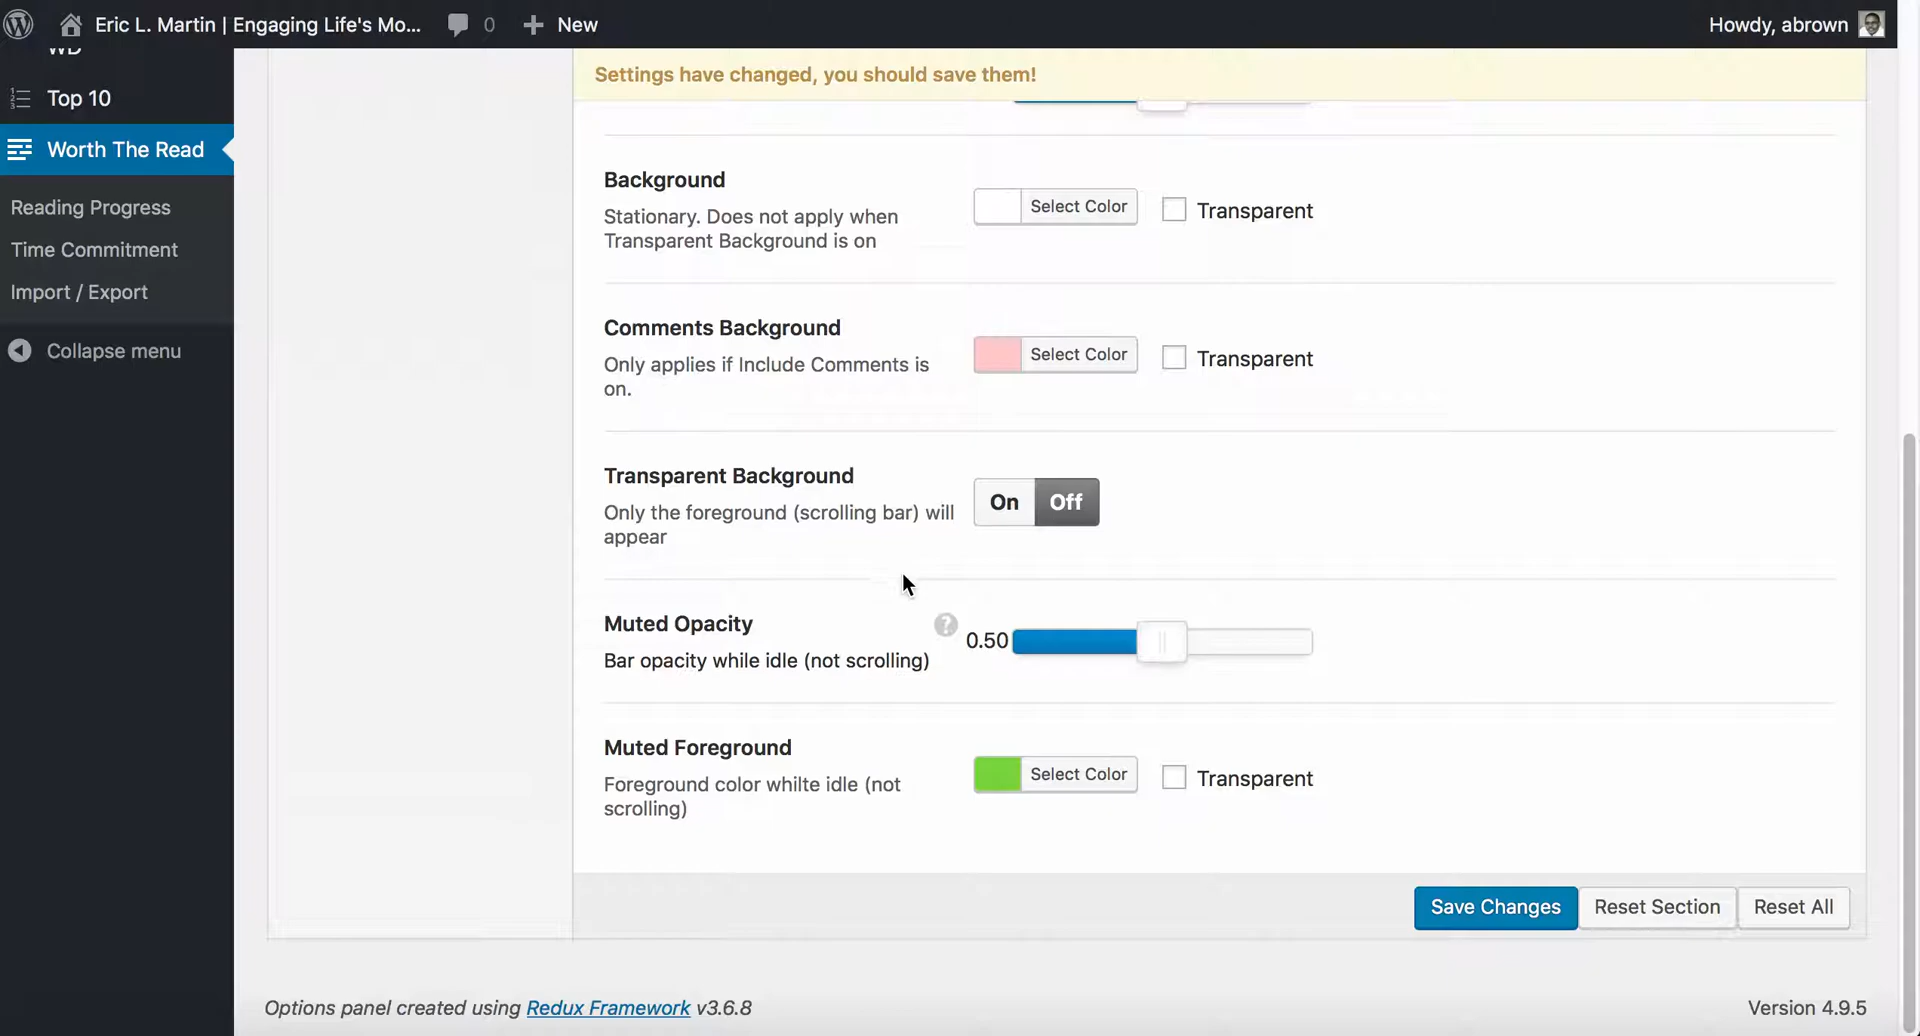 Eric L. Martin | Engaging Life's Mo... 0 New Howdy, abrown
WD
Top 10
Worth The Read
Reading Progress
Time Commitment
Import / Export
Collapse menu
Settings have changed, you should save them!
Background
Stationary. Does not apply when
Transparent Background is on
Select Color Transparent
Comments Background
Only applies if Include Comments is
on.
Select Color Transparent
Transparent Background
Only the foreground (scrolling bar) will
appear
On Off
Muted Opacity ?
Bar opacity while idle (not scrolling)
0.50
Muted Foreground
Foreground color whilte idle (not
scrolling)
Select Color Transparent
Save Changes Reset Section Reset All
Options panel created using Redux Framework v3.6.8
Version 4.9.5